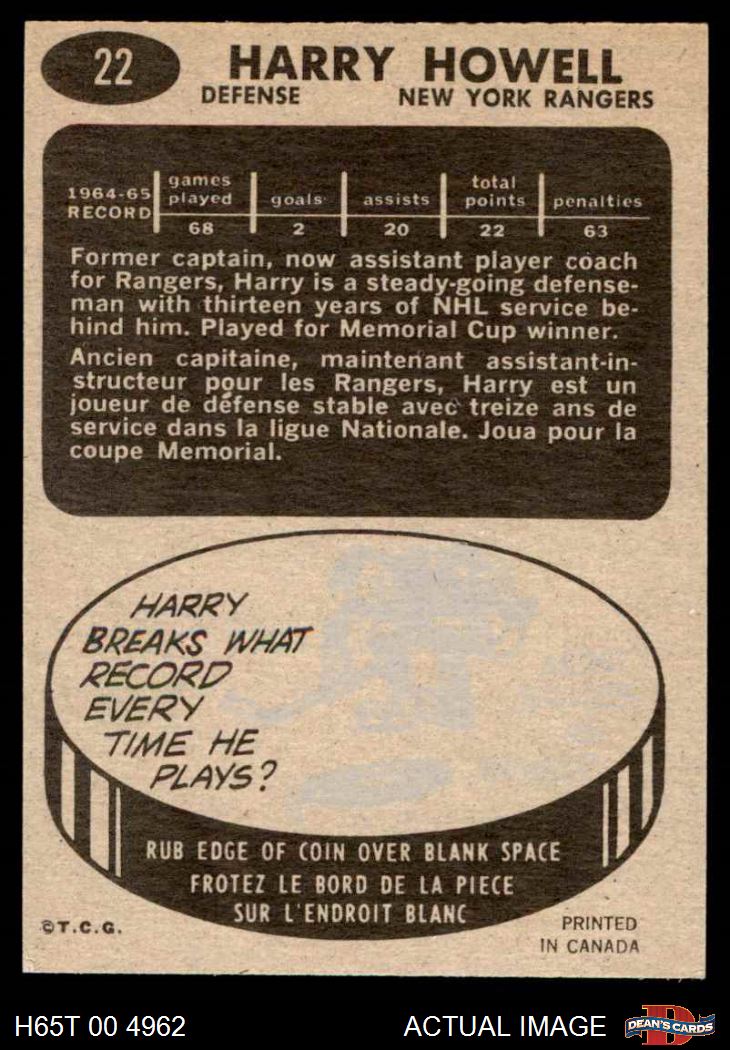 22
HARRY HOWELL
DEFENSE NEW YORK RANGERS
1964-65 RECORD games played goals assists total points penalties
68 2 20 22 63
Former captain, now assistant player coach
for Rangers, Harry is a steady-going defense-
man with thirteen years of NHL service be-
hind him. Played for Memorial Cup winner.
Ancien capitaine, maintenant assistant-in-
structeur pour les Rangers, Harry est un
joueur de défense stable avec treize ans de
service dans la ligue Nationale. Joua pour la
coupe Memorial.
HARRY
BREAKS WHAT
RECORD
EVERY
TIME HE
PLAYS?
RUB EDGE OF COIN OVER BLANK SPACE
FROTEZ LE BORD DE LA PIECE
SUR L'ENDROIT BLANC
©T.C.G.
PRINTED
IN CANADA
H65T 00 4962 ACTUAL IMAGE
D
DEAN'S CARDS